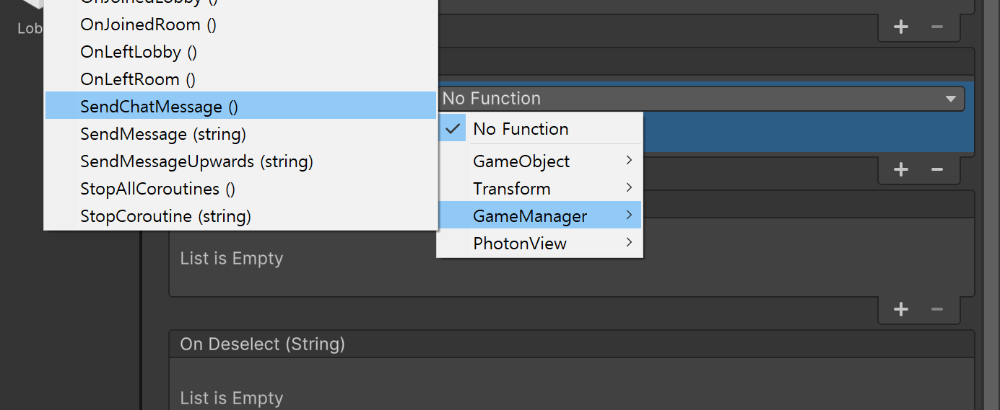 OnJoinedLobby ()
Lob
OnJoinedRoom ()
OnLeftLobby ()
OnLeftRoom ()
SendChatMessage ()
SendMessage (string)
SendMessageUpwards (string)
StopAllCoroutines ()
StopCoroutine (string)
No Function
No Function
GameObject
Transform
GameManager
PhotonView
List is Empty
On Deselect (String)
List is Empty